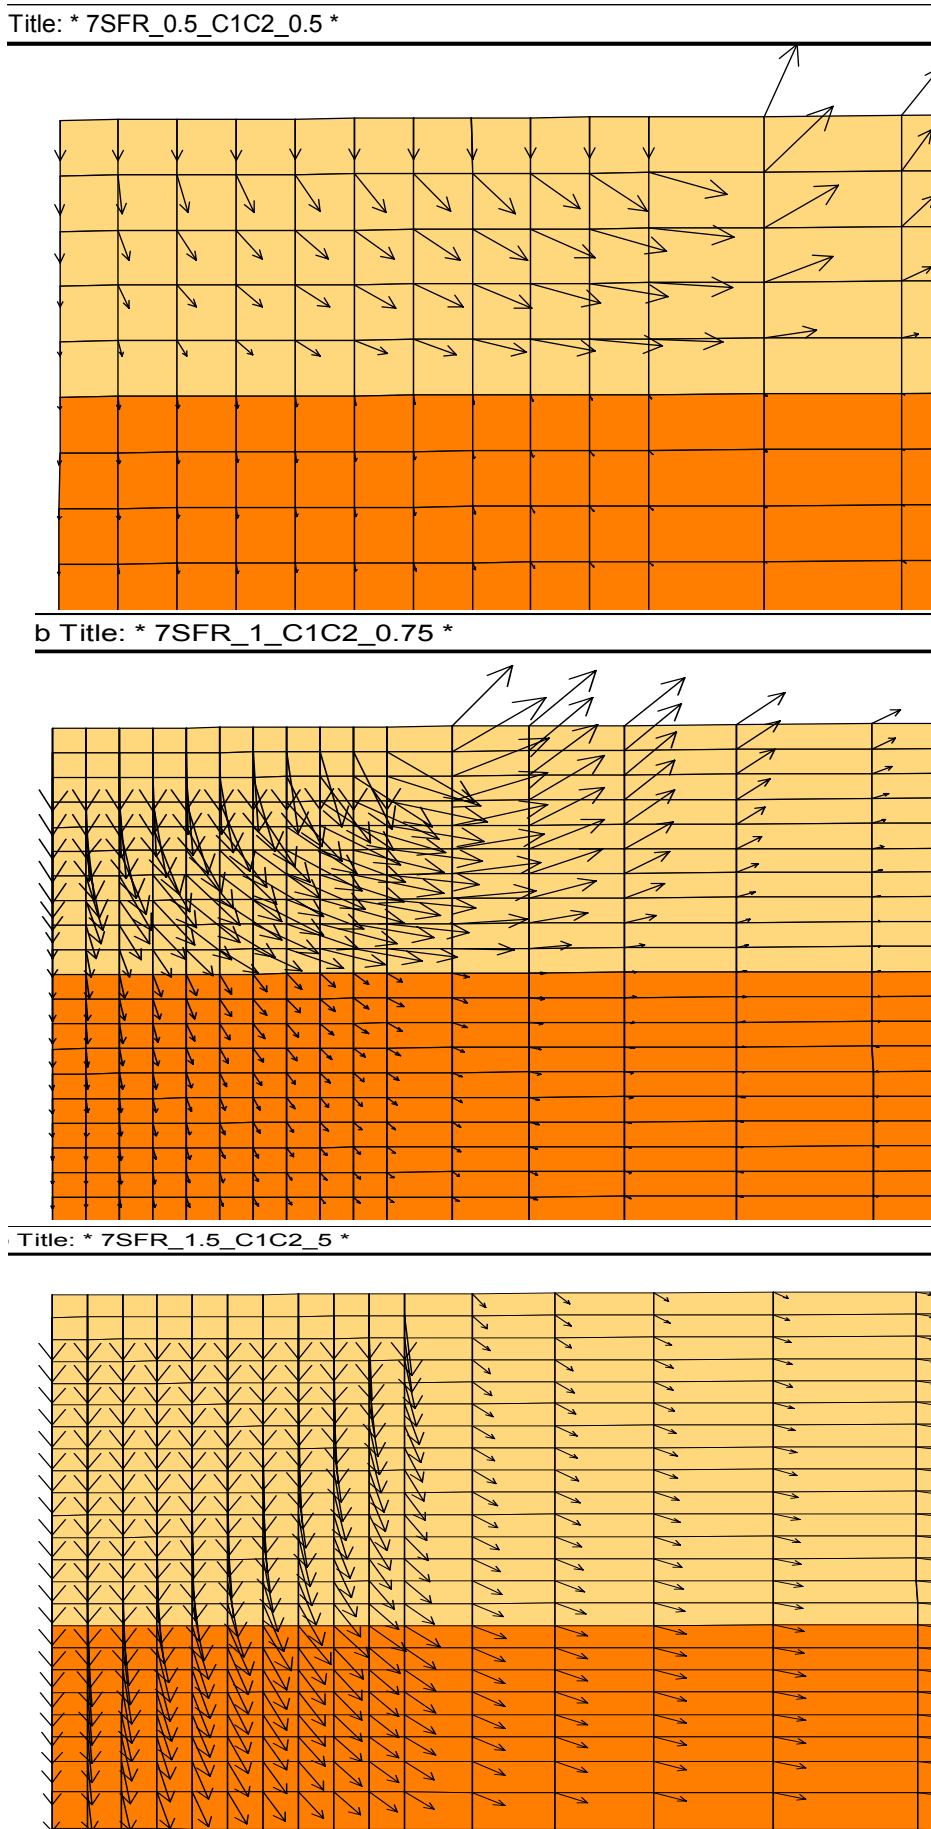 Title: * 7SFR_0.5_C1C2_0.5 *
b Title: * 7SFR_1_C1C2_0.75 *
Title: * 7SFR_1.5_C1C2_5 *